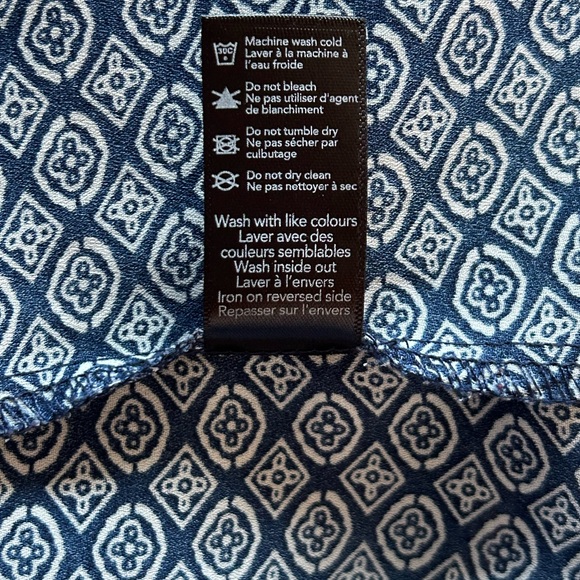 Machine wash cold
Laver à la machine à
l'eau froide
Do not bleach
Ne pas utiliser d'agent
de blanchiment
Do not tumble dry
Ne pas sécher par
culbutage
Do not dry clean
Ne pas nettoyer à sec
Wash with like colours
Laver avec des
couleurs semblables
Wash inside out
Laver à l'envers
Iron on reversed side
Repasser sur l'envers